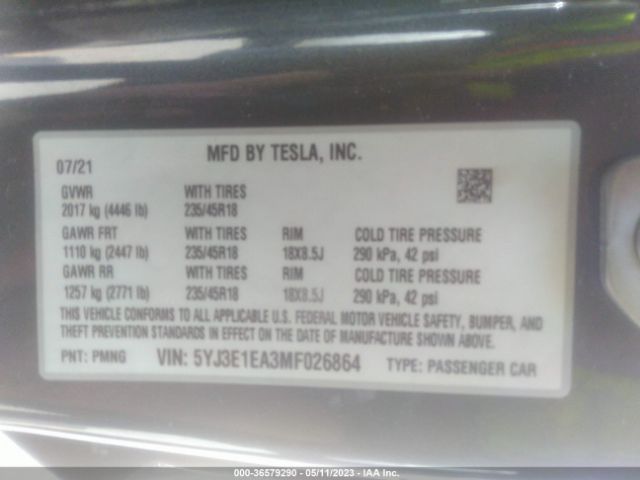 07/21
MFD BY TESLA, INC.
GVWR WITH TIRES
2017 kg (4446 lb) 235/45R18
GAWR FRT WITH TIRES RIM COLD TIRE PRESSURE
1110 kg (2447 lb) 235/45R18 18X8.5J 290 kPa, 42 psi
GAWR RR WITH TIRES RIM COLD TIRE PRESSURE
1257 kg (2771 lb) 235/45R18 18X8.5J 290 kPa, 42 psi
THIS VEHICLE CONFORMS TO ALL APPLICABLE U.S. FEDERAL MOTOR VEHICLE SAFETY, BUMPER, AND
THEFT PREVENTION STANDARDS IN EFFECT ON THE DATE OF MANUFACTURE SHOWN ABOVE.
PNT: PMNG VIN: 5YJ3E1EA3MF026864 TYPE: PASSENGER CAR
000-36579290 - 05/11/2023 - IAA Inc.